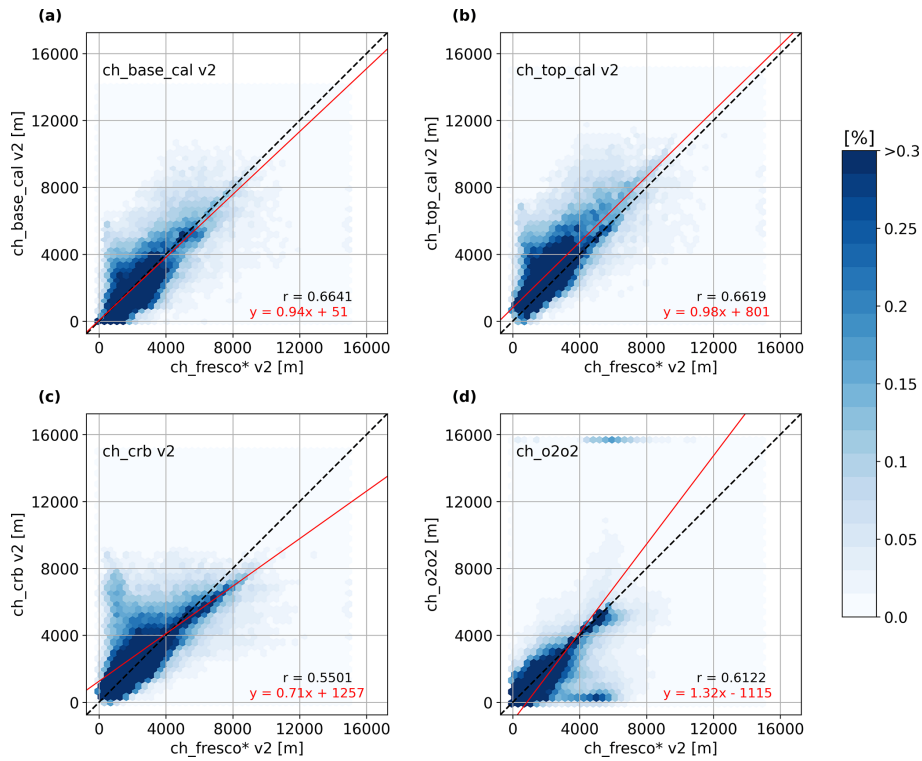 (a)
(b)
16000
12000
8000
4000
0
ch_base_cal v2 [m]
ch_base_cal v2
r = 0.6641
y = 0.94x + 51
0 4000 8000 12000 16000
ch_fresco* v2 [m]
16000
12000
8000
4000
0
ch_top_cal v2 [m]
ch_top_cal v2
r = 0.6619
y = 0.98x + 801
0 4000 8000 12000 16000
ch_fresco* v2 [m]
[%]
>0.3
0.25
0.2
0.15
0.1
0.05
0.0
(c)
(d)
16000
12000
8000
4000
0
ch_crb v2 [m]
ch_crb v2
r = 0.5501
y = 0.71x + 1257
0 4000 8000 12000 16000
ch_fresco* v2 [m]
16000
12000
8000
4000
0
ch_o2o2 [m]
ch_o2o2
r = 0.6122
y = 1.32x - 1115
0 4000 8000 12000 16000
ch_fresco* v2 [m]